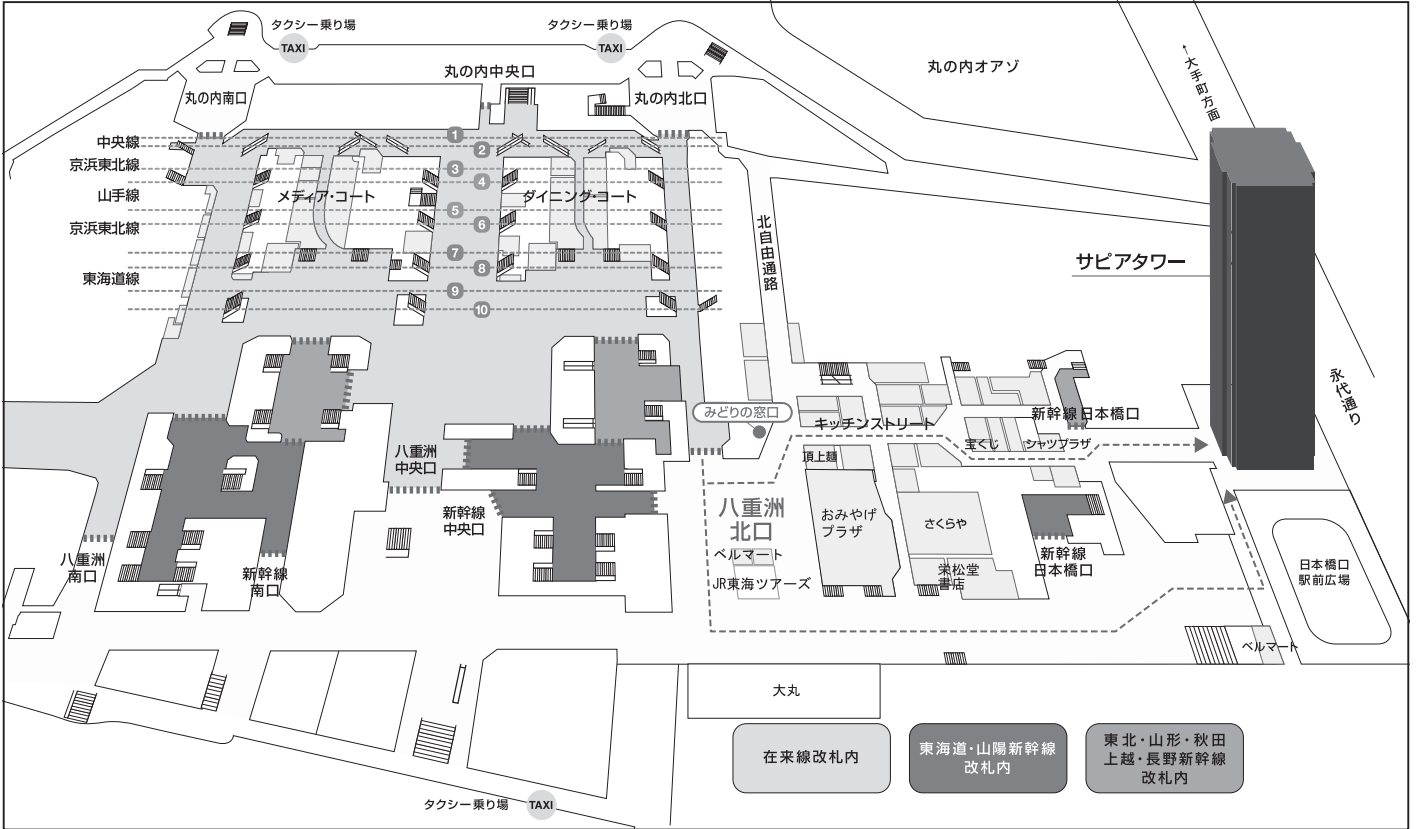 タクシー乗り場
TAXI
タクシー乗り場
TAXI
丸の内南口
丸の内中央口
丸の内北口
丸の内オアゾ
←大手町方面
中央線
京浜東北線
山手線
京浜東北線
東海道線
1
2
3
4
5
6
7
8
9
10
メディア・コート
ダイニング・コート
北自由通路
サピアタワー
永代通り
みどりの窓口
キッチンストリート
新幹線 日本橋口
宝くじ
シャツプラザ
頂上麺
八重洲
中央口
新幹線
中央口
八重洲
北口
おみやげ
プラザ
さくらや
ベルマート
JR東海ツアーズ
栄松堂
書店
新幹線
日本橋口
日本橋口
駅前広場
八重洲
南口
新幹線
南口
ベルマート
大丸
在来線改札内
東海道・山陽新幹線
改札内
東北・山形・秋田
上越・長野新幹線
改札内
タクシー乗り場
TAXI